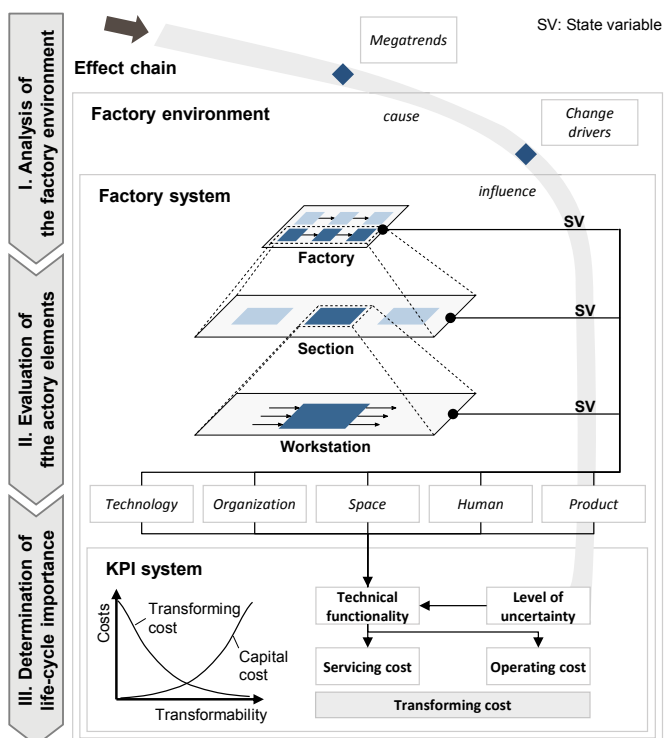 Megatrends
SV: State variable
Effect chain
I. Analysis of
the factory environment
Factory environment
cause
Change
drivers
Factory system
influence
SV
Factory
SV
Section
II. Evaluation of
fthe actory elements
SV
Workstation
Technology
Organization
Space
Human
Product
III. Determination of
life-cycle importance
KPI system
Costs
Transforming
cost
Capital
cost
Transformability
Technical
functionality
Level of
uncertainty
Servicing cost
Operating cost
Transforming cost